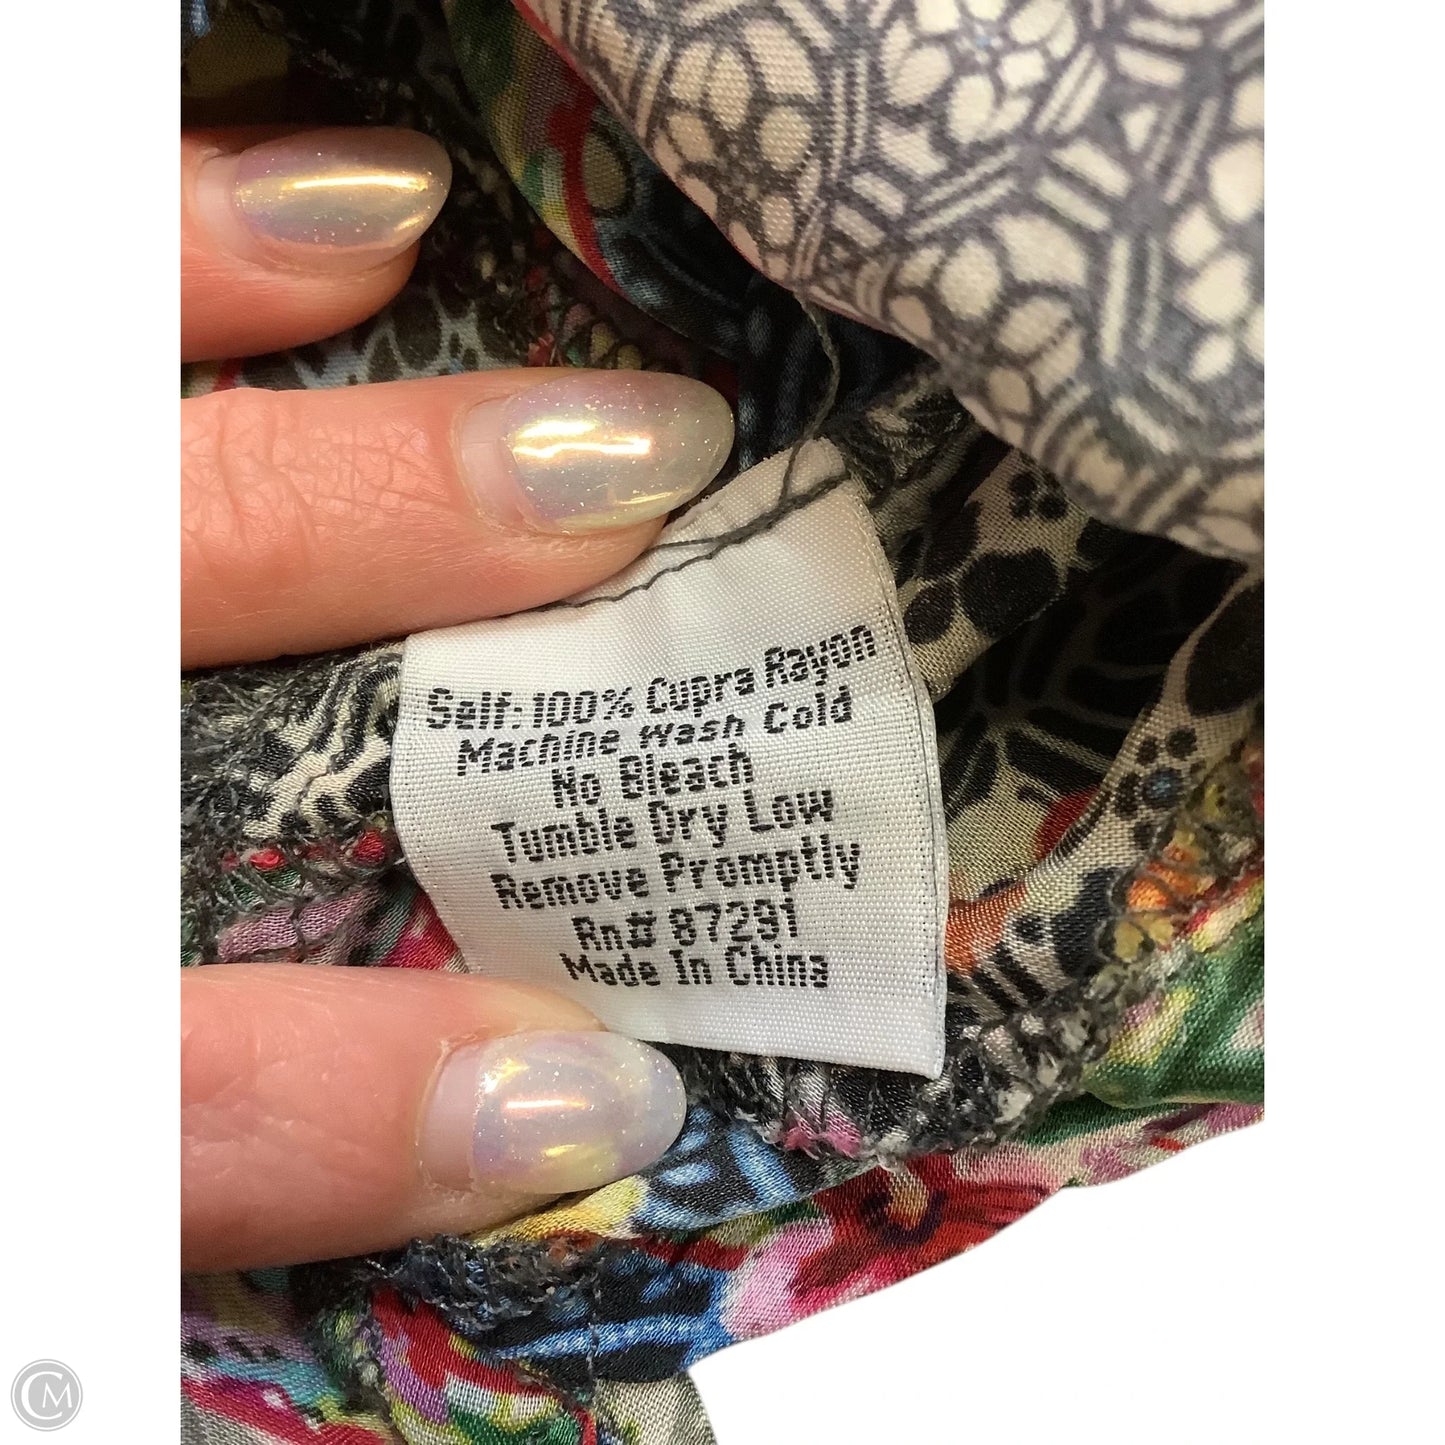 Self: 100% Cupra Rayon
Machine Wash Cold
No Bleach
Tumble Dry Low
Remove Promptly
Rn# 87291
Made In China
CM